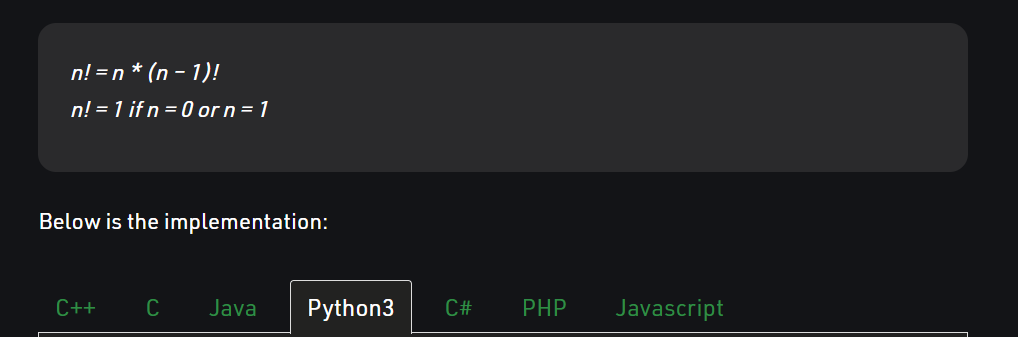 n! = n * (n – 1)!
n! = 1 if n = 0 or n = 1
Below is the implementation:
C++ C Java Python3 C# PHP Javascript